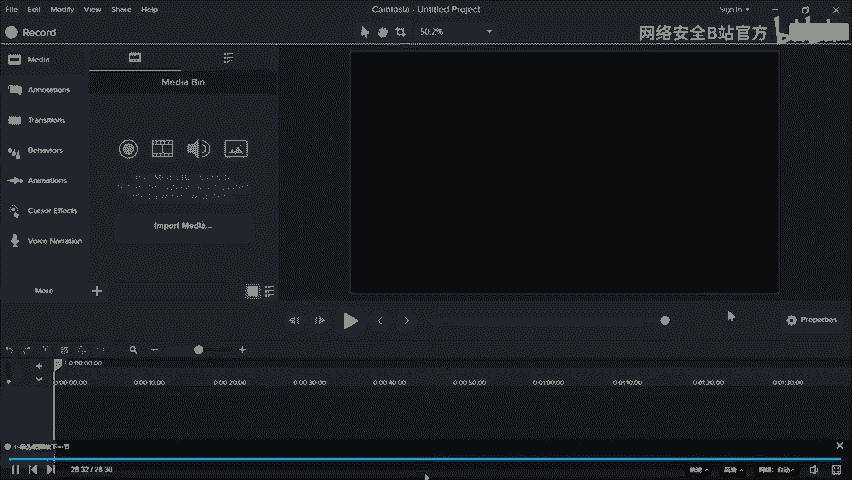 File Edit Modify View Share Help
Camtasia - Untitled Project
Sign In
Record
50.2%
网络安全B站官方
Media
Annotations
Transitions
Behaviors
Animations
Cursor Effects
Voice Narration
More
Media Bin
Import Media...
Properties
0:00:00;00
0:00:00;00 0:00:10;00 0:00:20;00 0:00:30;00 0:00:40;00 0:00:50;00 0:01:00;00 0:01:10;00 0:01:20;00 0:01:30;00
28:32 / 28:30